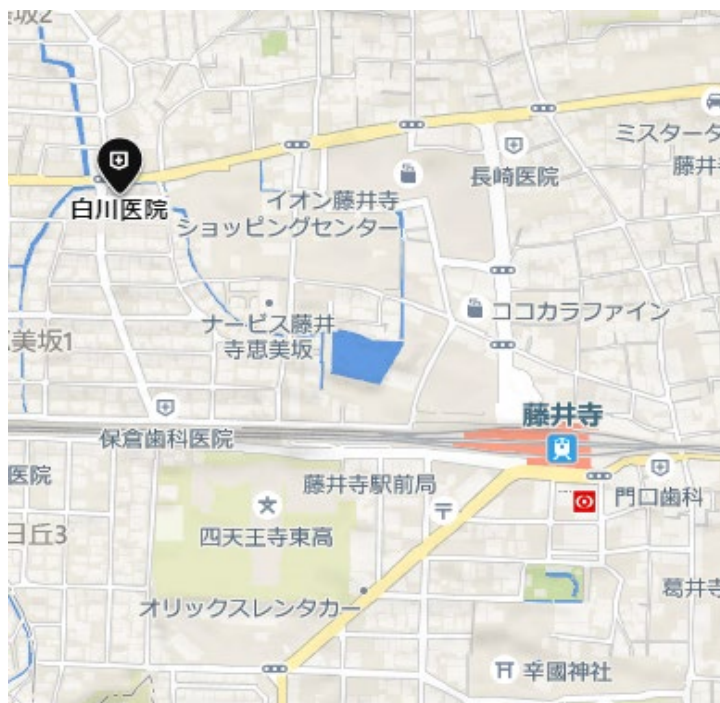 坂2
ミスター
藤井
長崎医院
白川医院
イオン藤井寺
ショッピングセンター
ココカラファイン
ナービス藤井
寺恵美坂
美坂1
藤井寺
保倉歯科医院
医院
藤井寺駅前局
門口歯科
四天王寺東高
日丘3
葛井寺
オリックスレンタカー
辛國神社